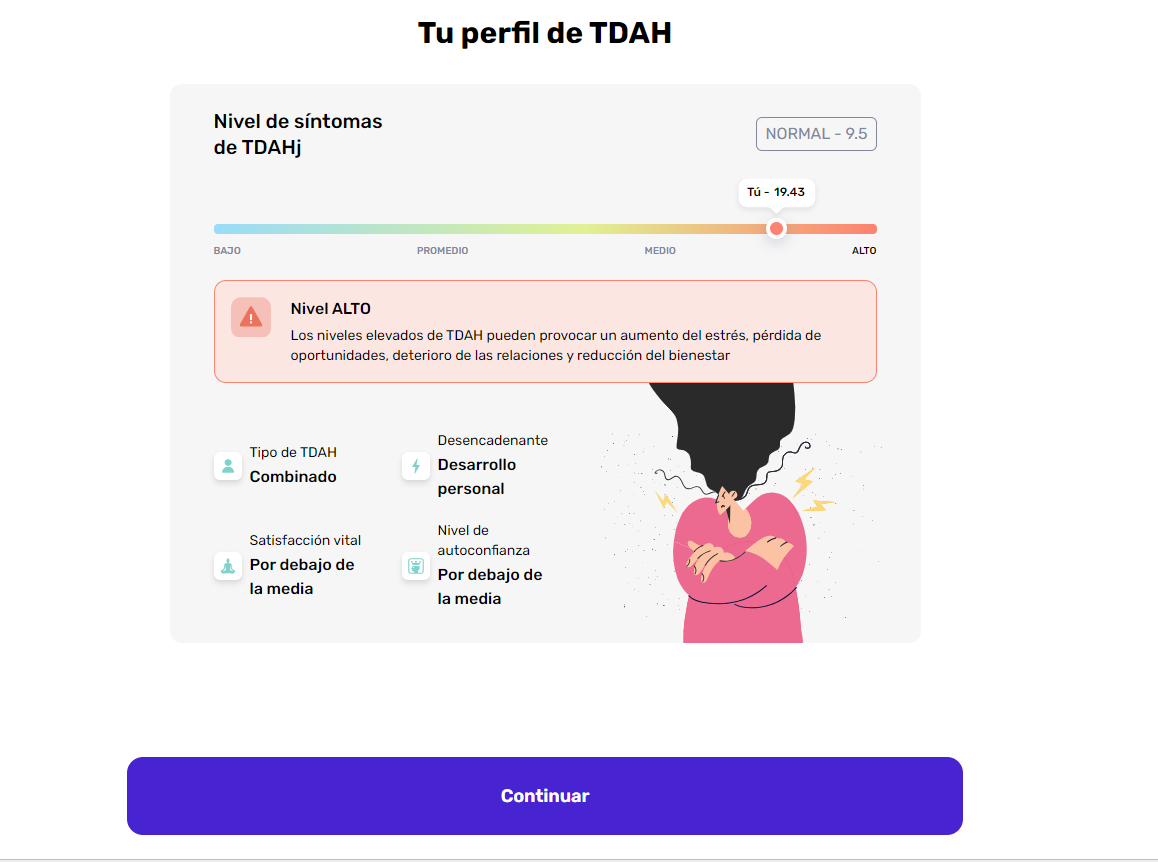 Tu perfil de TDAH
Nivel de síntomas
de TDAHj
NORMAL - 9.5
Tú - 19.43
BAJO
PROMEDIO
MEDIO
ALTO
Nivel ALTO
Los niveles elevados de TDAH pueden provocar un aumento del estrés, pérdida de
oportunidades, deterioro de las relaciones y reducción del bienestar
Tipo de TDAH
Combinado
Desencadenante
Desarrollo
personal
Satisfacción vital
Por debajo de
la media
Nivel de
autoconfianza
Por debajo de
la media
Continuar